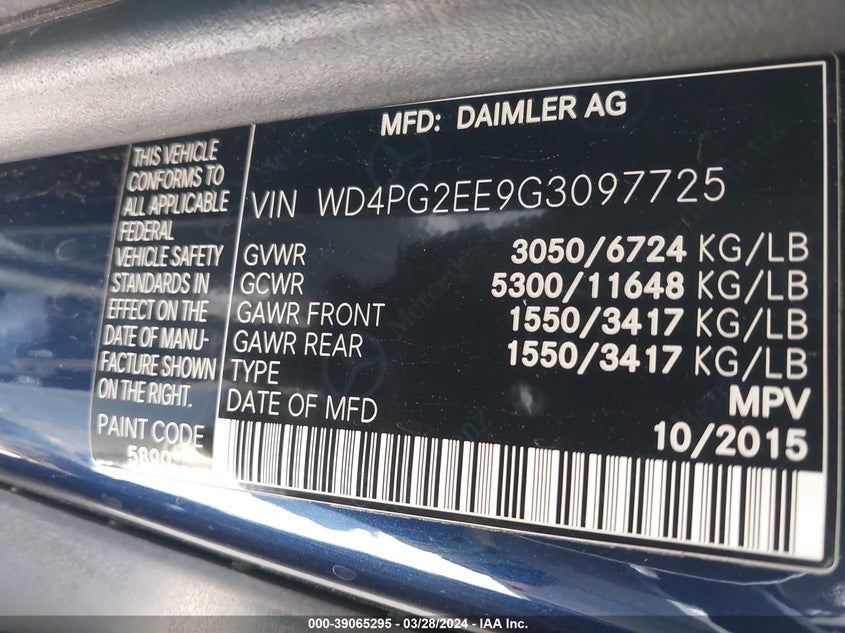 MFD: DAIMLER AG
THIS VEHICLE
CONFORMS TO
ALL APPLICABLE
FEDERAL
VEHICLE SAFETY
STANDARDS IN
EFFECT ON THE
DATE OF MANU-
FACTURE SHOWN
ON THE RIGHT.
PAINT CODE
VIN WD4PG2EE9G3097725
GVWR 3050/6724 KG/LB
GCWR 5300/11648 KG/LB
GAWR FRONT 1550/3417 KG/LB
GAWR REAR 1550/3417 KG/LB
TYPE MPV
DATE OF MFD 10/2015
000-39065295 - 03/28/2024 - IAA Inc.